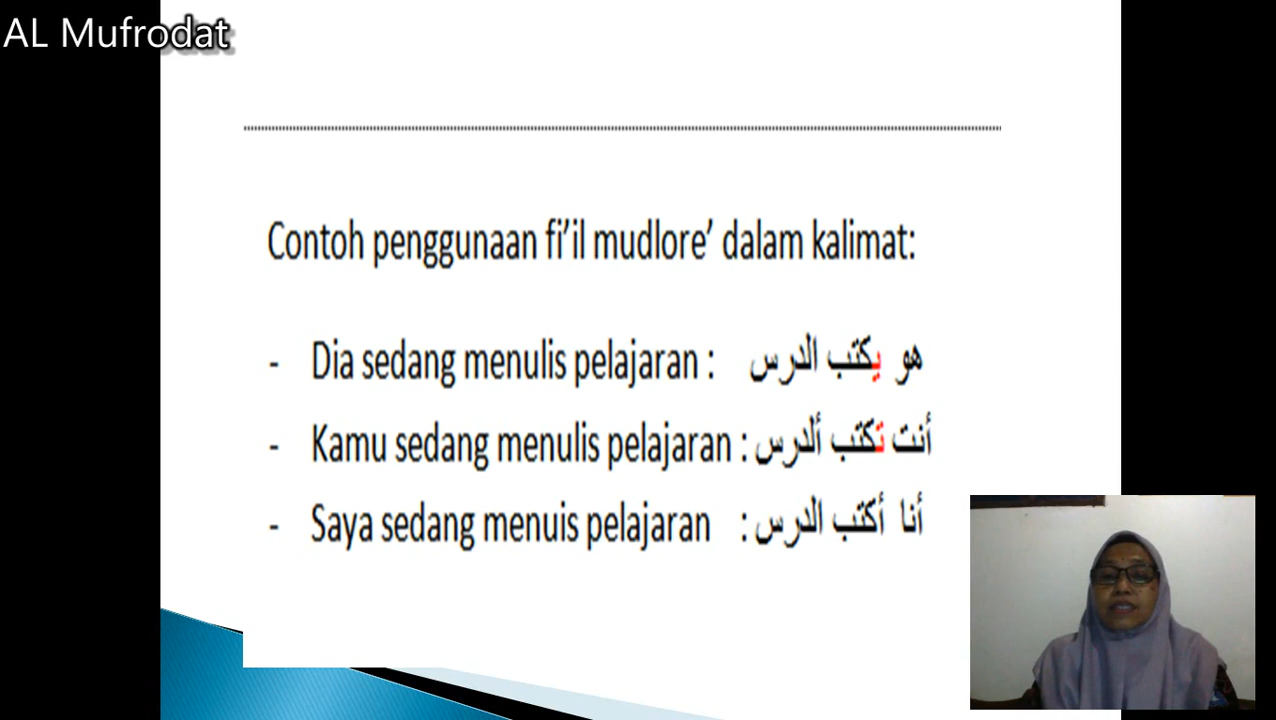 AL Mufrodat
Contoh penggunaan fi’il mudlore’ dalam kalimat:
- Dia sedang menulis pelajaran : هو يكتب الدرس
- Kamu sedang menulis pelajaran : أنت تكتب ألدرس
- Saya sedang menuis pelajaran : أنا أكتب الدرس